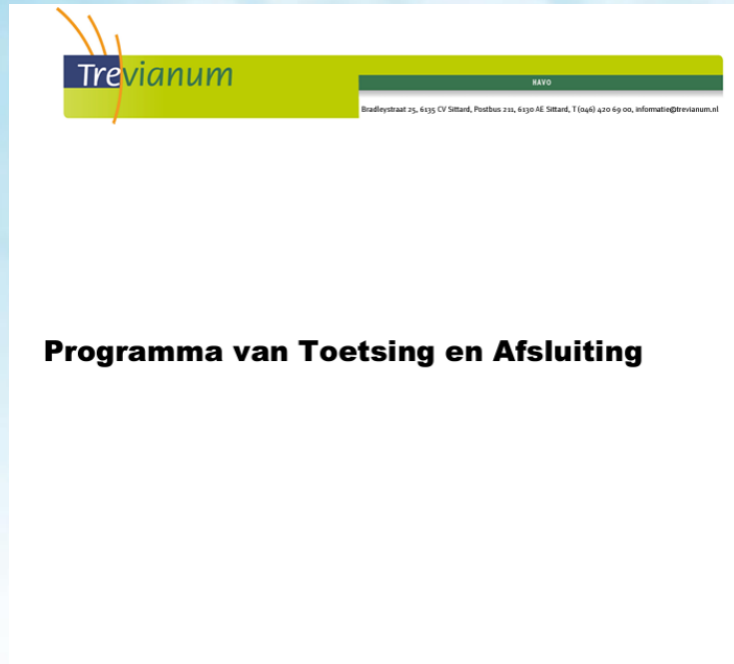 Trevianum
HAVO
Bradleystraat 25, 6135 CV Sittard, Postbus 211, 6130 AE Sittard, T (046) 420 69 00, informatie@trevianum.nl
Programma van Toetsing en Afsluiting